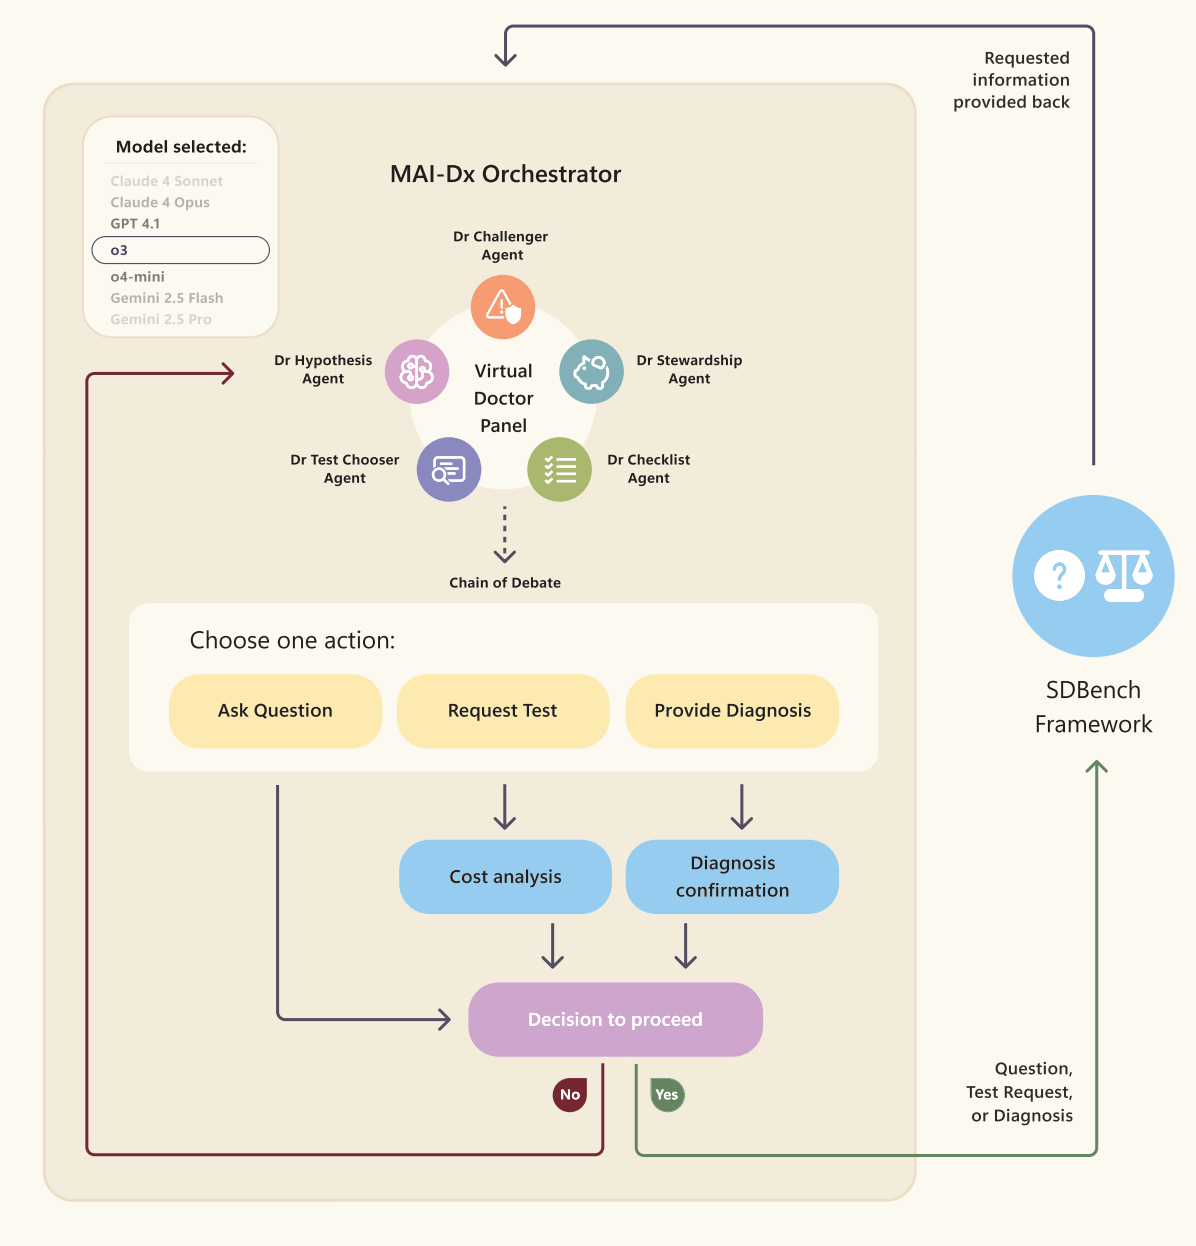 Requested
information
provided back
Model selected:
Claude 4 Sonnet
Claude 4 Opus
GPT 4.1
o3
o4-mini
Gemini 2.5 Flash
Gemini 2.5 Pro
MAI-Dx Orchestrator
Dr Challenger
Agent
Dr Hypothesis
Agent
Virtual
Doctor
Panel
Dr Stewardship
Agent
Dr Test Chooser
Agent
Dr Checklist
Agent
Chain of Debate
Choose one action:
Ask Question
Request Test
Provide Diagnosis
?
SDBench
Framework
Cost analysis
Diagnosis
confirmation
Decision to proceed
No
Yes
Question,
Test Request,
or Diagnosis